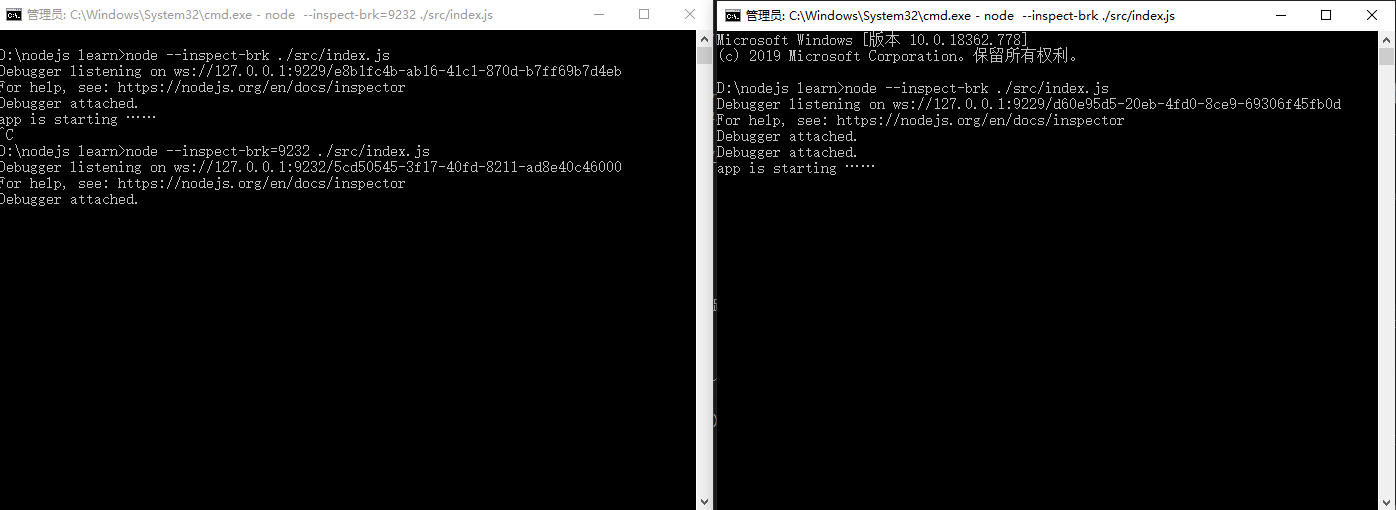 管理员: C:\Windows\System32\cmd.exe - node  --inspect-brk=9232 ./src/index.js
D:\nodejs learn>node --inspect-brk ./src/index.js
Debugger listening on ws://127.0.0.1:9229/e8b1fc4b-ab16-41c1-870d-b7ff69b7d4eb
For help, see: https://nodejs.org/en/docs/inspector
Debugger attached.
app is starting ……
^C
D:\nodejs learn>node --inspect-brk=9232 ./src/index.js
Debugger listening on ws://127.0.0.1:9232/5cd50545-3f17-40fd-8211-ad8e40c46000
For help, see: https://nodejs.org/en/docs/inspector
Debugger attached.
管理员: C:\Windows\System32\cmd.exe - node  --inspect-brk ./src/index.js
Microsoft Windows [版本 10.0.18362.778]
(c) 2019 Microsoft Corporation。保留所有权利。
D:\nodejs learn>node --inspect-brk ./src/index.js
Debugger listening on ws://127.0.0.1:9229/d60e95d5-20eb-4fd0-8ce9-69306f45fb0d
For help, see: https://nodejs.org/en/docs/inspector
Debugger attached.
Debugger attached.
app is starting ……